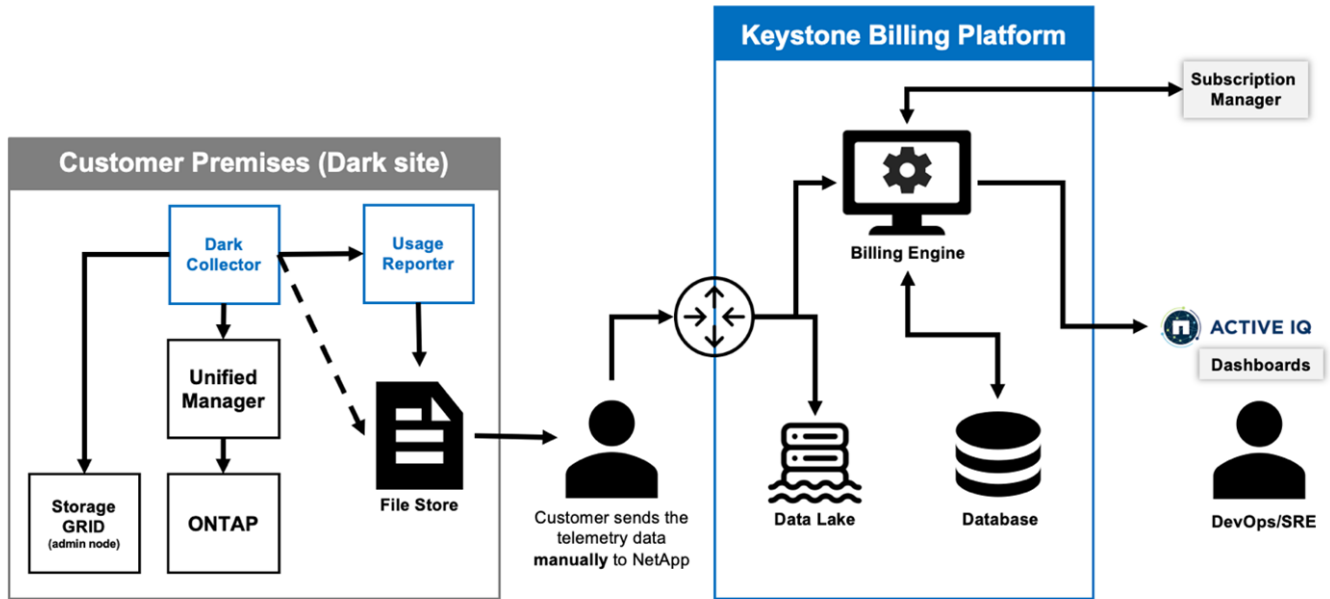 Keystone Billing Platform
Subscription
Manager
Customer Premises (Dark site)
Dark
Collector
Usage
Reporter
Billing Engine
Unified
Manager
ACTIVE IQ
Dashboards
Storage
GRID
(admin node)
ONTAP
File Store
Customer sends the
telemetry data
manually to NetApp
Data Lake
Database
DevOps/SRE